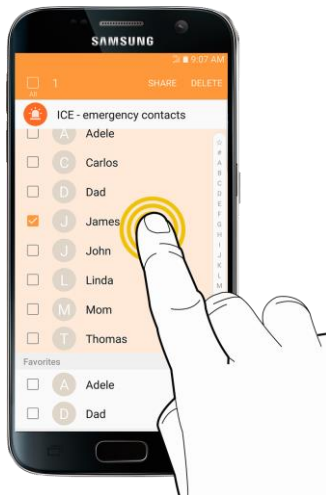 SAMSUNG
9:07 AM
All
1
SHARE
DELETE
ICE - emergency contacts
A Adele
C Carlos
D Dad
J James
J John
L Linda
M Mom
T Thomas
#
A
B
C
D
E
F
G
H
I
J
K
L
M
Favorites
A Adele
D Dad